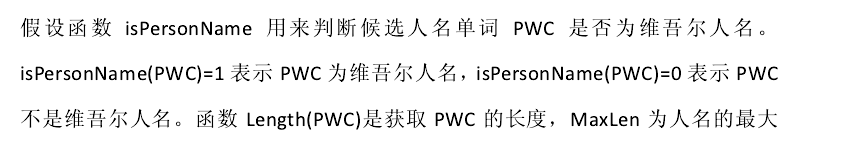 假设函数 isPersonName 用来判断候选人名单词 PWC 是否为维吾尔人名。
isPersonName(PWC)=1 表示 PWC 为维吾尔人名，isPersonName(PWC)=0 表示 PWC
不是维吾尔人名。函数 Length(PWC)是获取 PWC 的长度，MaxLen 为人名的最大